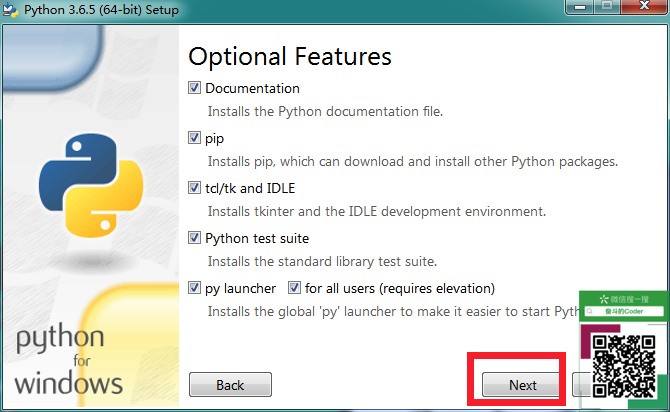 Python 3.6.5 (64-bit) Setup
Optional Features
Documentation
Installs the Python documentation file.
pip
Installs pip, which can download and install other Python packages.
tcl/tk and IDLE
Installs tkinter and the IDLE development environment.
Python test suite
Installs the standard library test suite.
py launcher for all users (requires elevation)
Installs the global 'py' launcher to make it easier to start Pyth
微信搜一搜
奋斗的Coder
python
for
windows
Back
Next